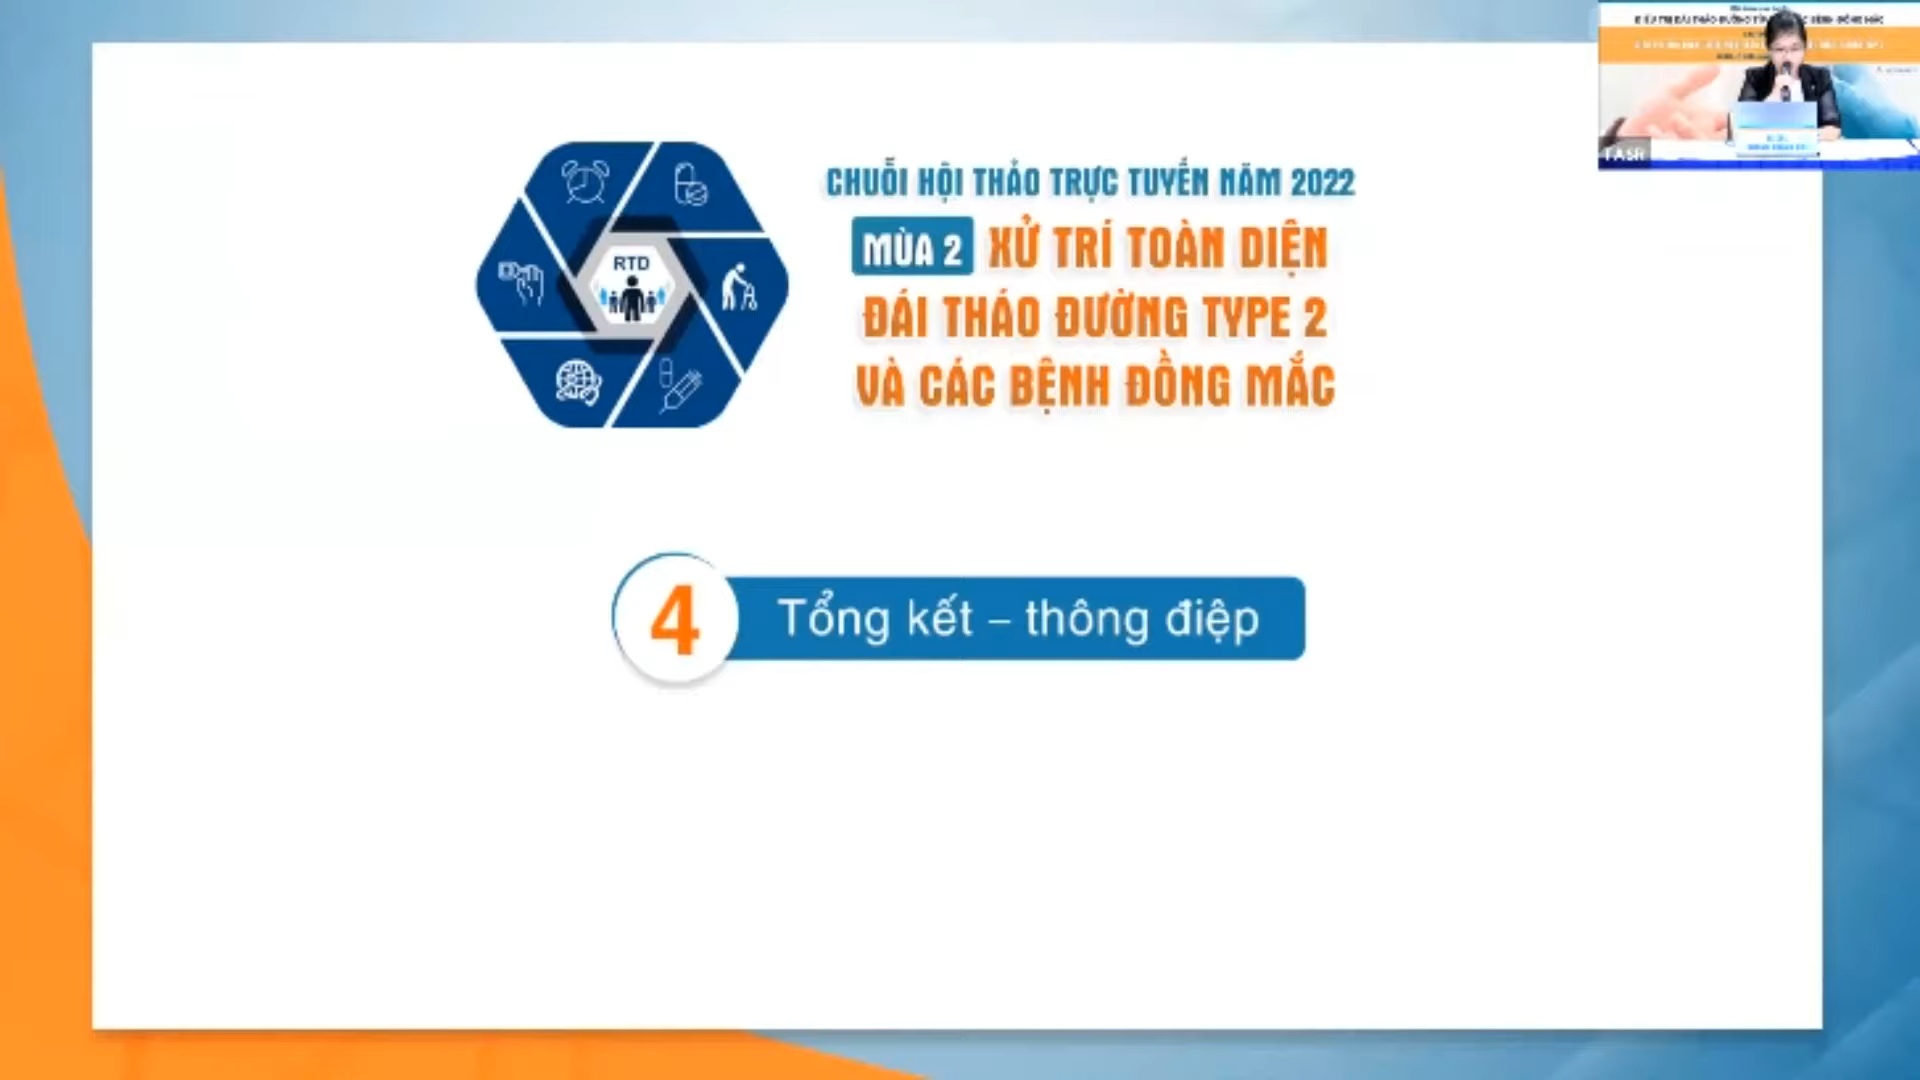 CHUỖI HỘI THẢO TRỰC TUYẾN NĂM 2022
MÙA 2 XỬ TRÍ TOÀN DIỆN
ĐÁI THÁO ĐƯỜNG TYPE 2
VÀ CÁC BỆNH ĐỒNG MẮC
RTD
4 Tổng kết – thông điệp